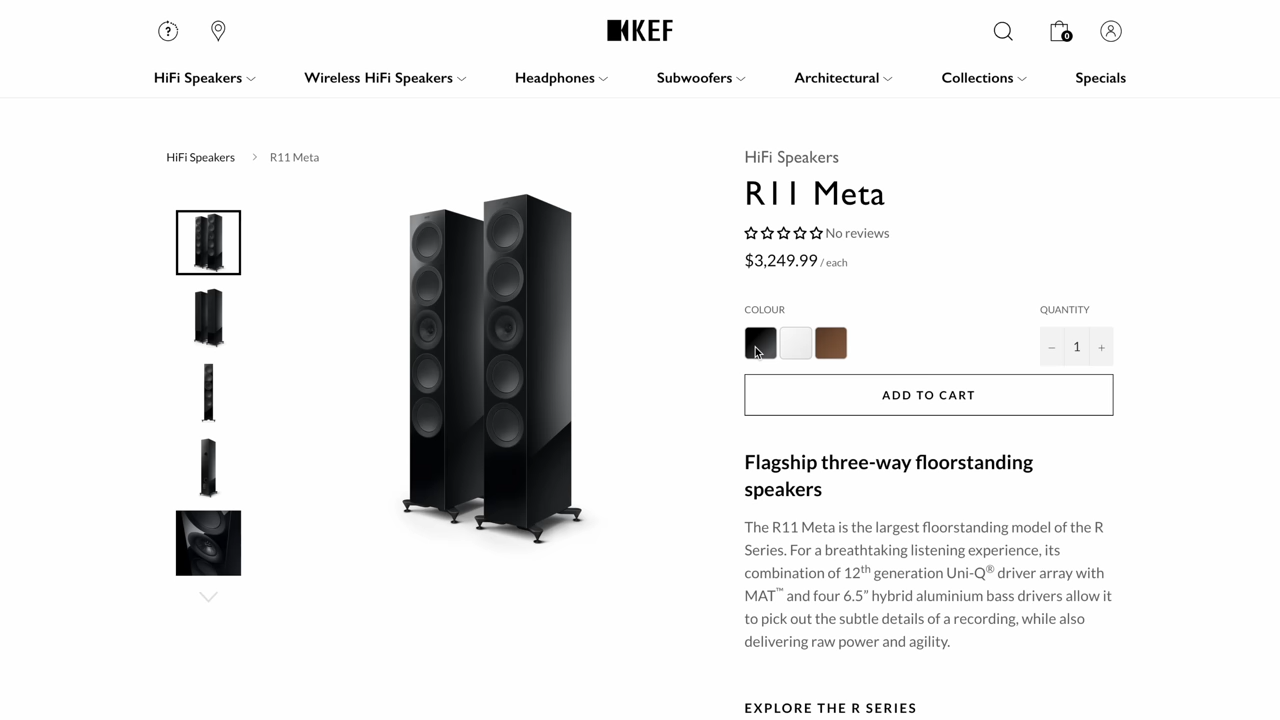 ?
KEF
0
HiFi Speakers Wireless HiFi Speakers Headphones Subwoofers Architectural Collections Specials
HiFi Speakers > R11 Meta
HiFi Speakers
R11 Meta
No reviews
$3,249.99 / each
COLOUR
QUANTITY
− 1 +
ADD TO CART
Flagship three-way floorstanding
speakers
The R11 Meta is the largest floorstanding model of the R
Series. For a breathtaking listening experience, its
combination of 12th generation Uni-Q® driver array with
MAT™ and four 6.5” hybrid aluminium bass drivers allow it
to pick out the subtle details of a recording, while also
delivering raw power and agility.
EXPLORE THE R SERIES